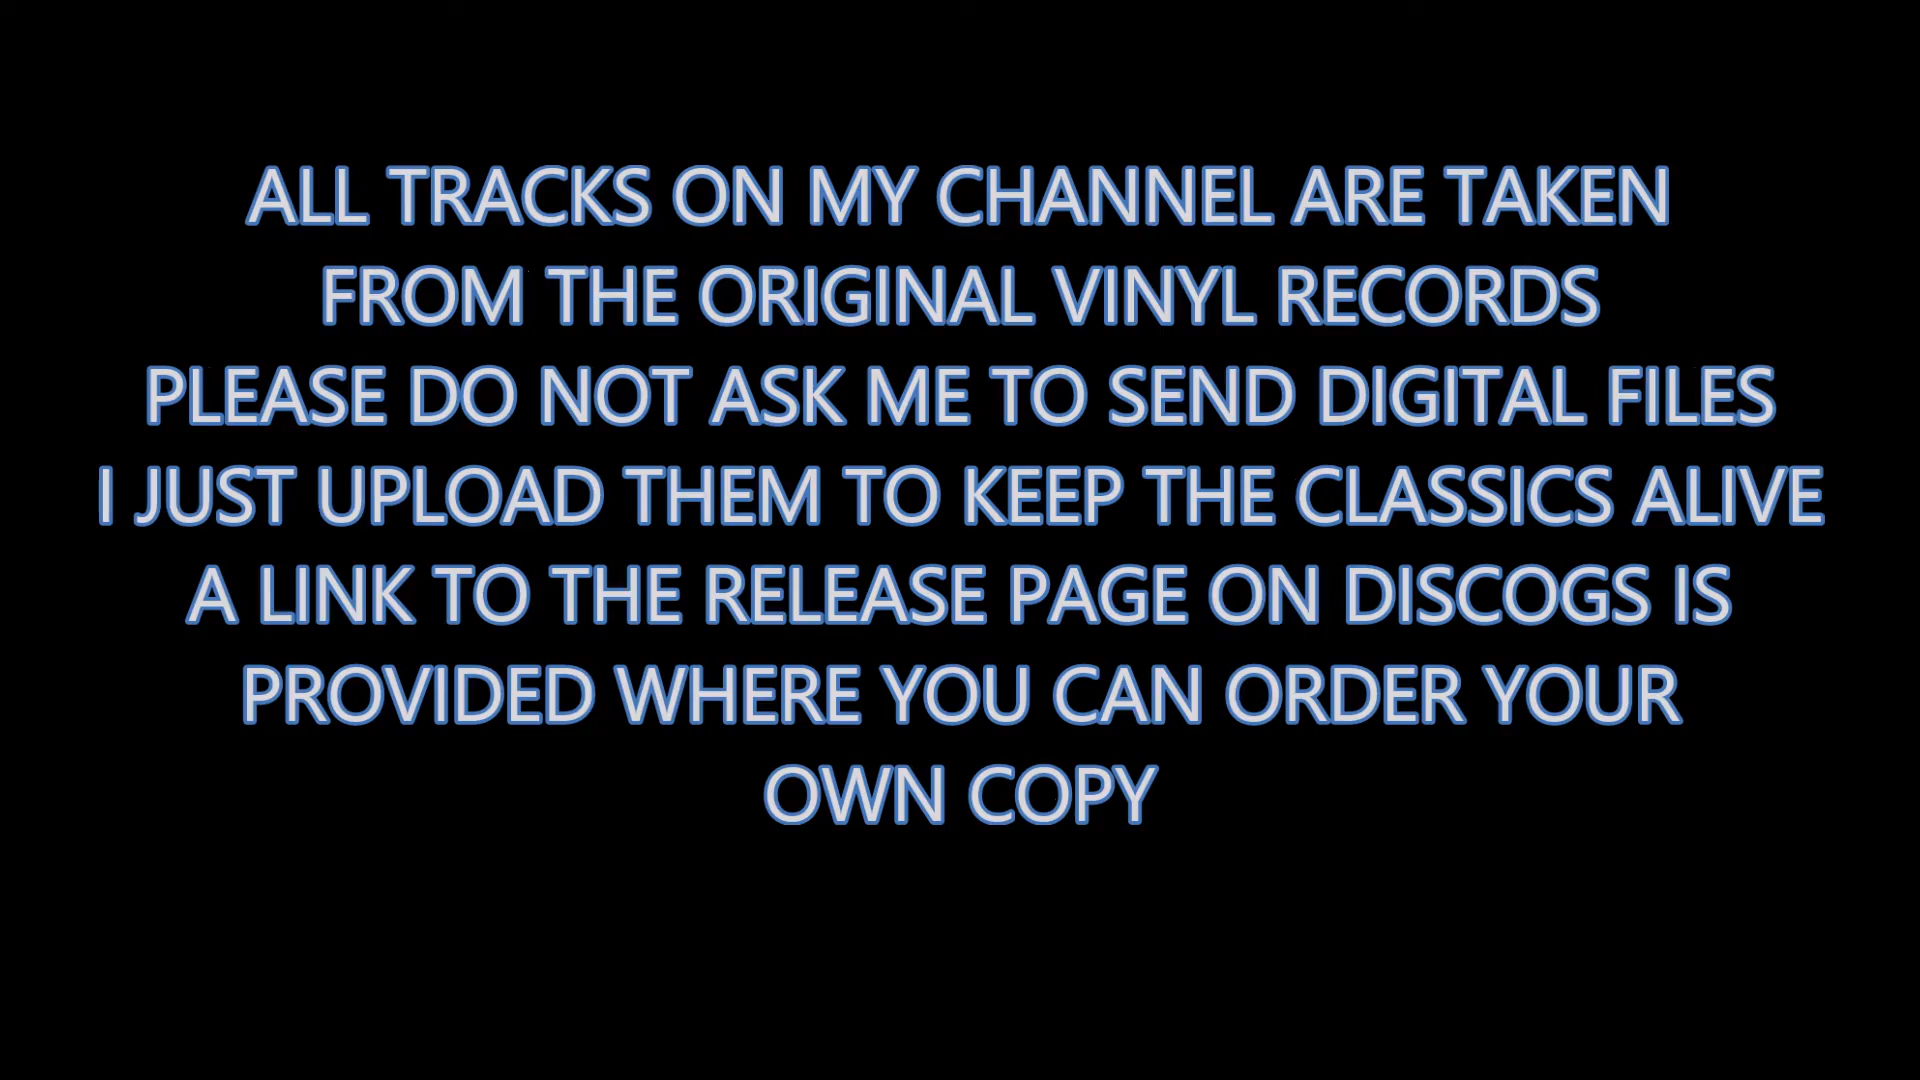 ALL TRACKS ON MY CHANNEL ARE TAKEN
FROM THE ORIGINAL VINYL RECORDS
PLEASE DO NOT ASK ME TO SEND DIGITAL FILES
I JUST UPLOAD THEM TO KEEP THE CLASSICS ALIVE
A LINK TO THE RELEASE PAGE ON DISCOGS IS
PROVIDED WHERE YOU CAN ORDER YOUR
OWN COPY